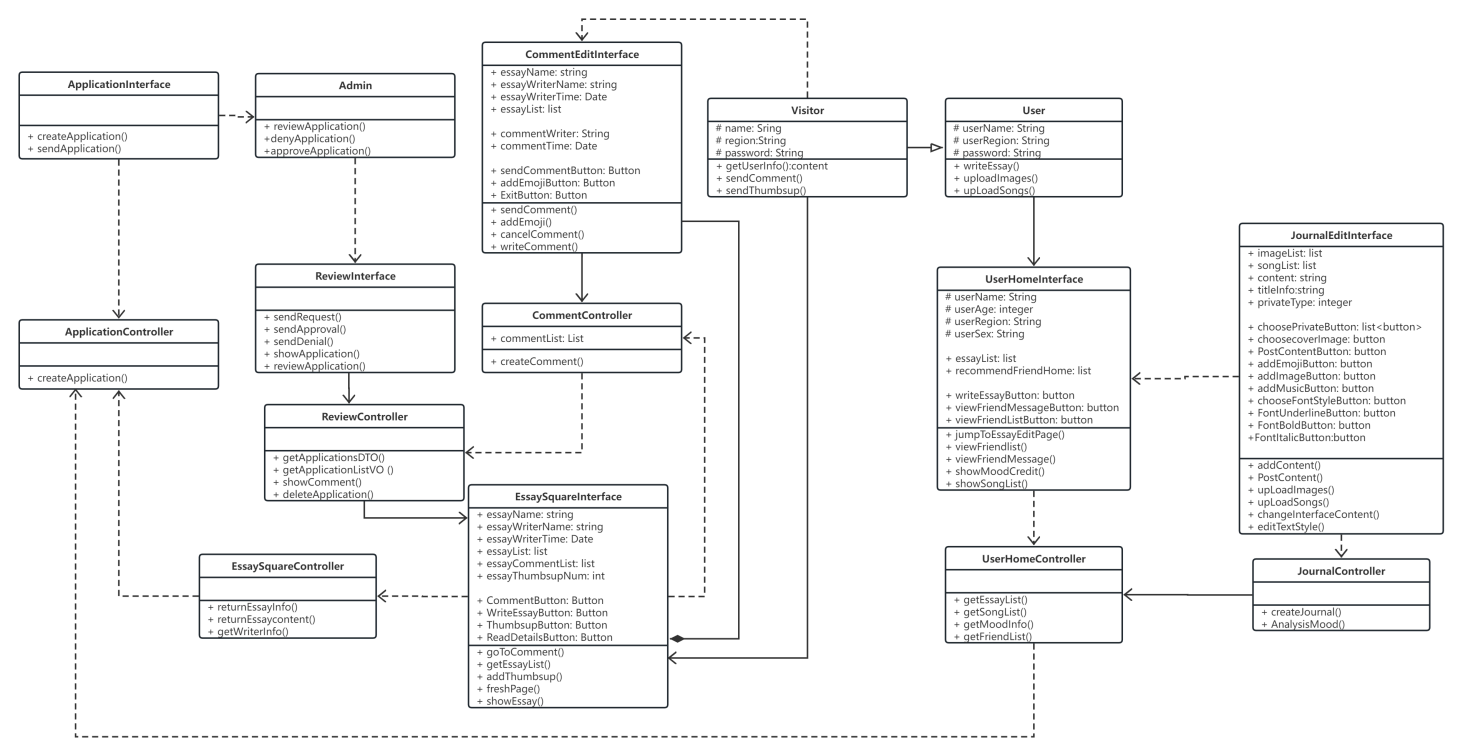 ApplicationInterface
+ createApplication()
+ sendApplication()
Admin
+ reviewApplication()
+denyApplication()
+approveApplication()
CommentEditInterface
+ essayName: string
+ essayWriterName: string
+ essayWriterTime: Date
+ essayList: list
+ commentWriter: String
+ commentTime: Date
+ sendCommentButton: Button
+ addEmojiButton: Button
+ ExitButton: Button
+ sendComment()
+ addEmoji()
+ cancelComment()
+ writeComment()
Visitor
# name: Sring
# region:String
# password: String
+ getUserInfo():content
+ sendComment()
+ sendThumbsup()
User
# userName: String
# userRegion: String
# password: String
+ writeEssay()
+ uploadImages()
+ upLoadSongs()
JournalEditInterface
+ imageList: list
+ songList: list
+ content: string
+ titleInfo:string
+ privateType: integer
+ choosePrivateButton: list<button>
+ choosecoverImage: button
+ PostContentButton: button
+ addEmojiButton: button
+ addImageButton: button
+ addMusicButton: button
+ chooseFontStyleButton: button
+ FontUnderlineButton: button
+ FontBoldButton: button
+FontItalicButton:button
+ addContent()
+ PostContent()
+ upLoadImages()
+ upLoadSongs()
+ changeInterfaceContent()
+ editTextStyle()
ReviewInterface
+ sendRequest()
+ sendApproval()
+ sendDenial()
+ showApplication()
+ reviewApplication()
UserHomeInterface
# userName: String
# userAge: integer
# userRegion: String
# userSex: String
+ essayList: list
+ recommendFriendHome: list
+ writeEssayButton: button
+ viewFriendMessageButton: button
+ viewFriendListButton: button
+ jumpToEssayEditPage()
+ viewFriendlist()
+ viewFriendMessage()
+ showMoodCredit()
+ showSongList()
CommentController
+ commentList: List
+ createComment()
ApplicationController
+ createApplication()
ReviewController
+ getApplicationsDTO()
+ getApplicationListVO ()
+ showComment()
+ deleteApplication()
EssaySquareInterface
+ essayName: string
+ essayWriterName: string
+ essayWriterTime: Date
+ essayList: list
+ essayCommentList: list
+ essayThumbsupNum: int
+ CommentButton: Button
+ WriteEssayButton: Button
+ ThumbsupButton: Button
+ ReadDetailsButton: Button
+ goToComment()
+ getEssayList()
+ addThumbsup()
+ freshPage()
+ showEssay()
EssaySquareController
+ returnEssayInfo()
+ returnEssaycontent()
+ getWriterInfo()
UserHomeController
+ getEssayList()
+ getSongList()
+ getMoodInfo()
+ getFriendList()
JournalController
+ createJournal()
+ AnalysisMood()